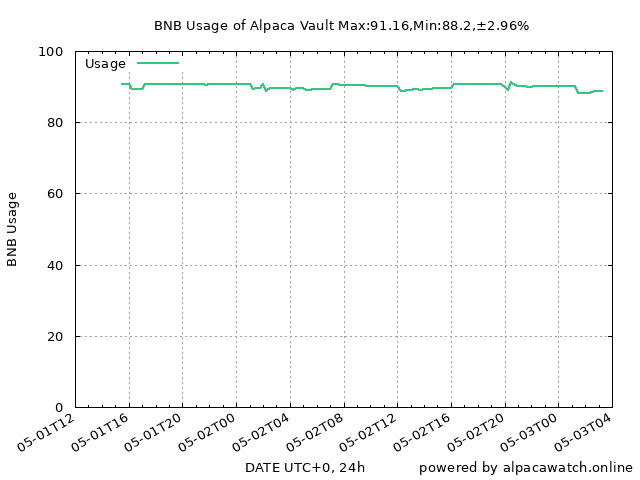 BNB Usage of Alpaca Vault Max:91.16,Min:88.2,±2.96%
Usage
100
80
60
40
20
0
BNB Usage
05-01T12
05-01T16
05-01T20
05-02T00
05-02T04
05-02T08
05-02T12
05-02T16
05-02T20
05-03T00
05-03T04
DATE UTC+0, 24h
powered by alpacawatch.online